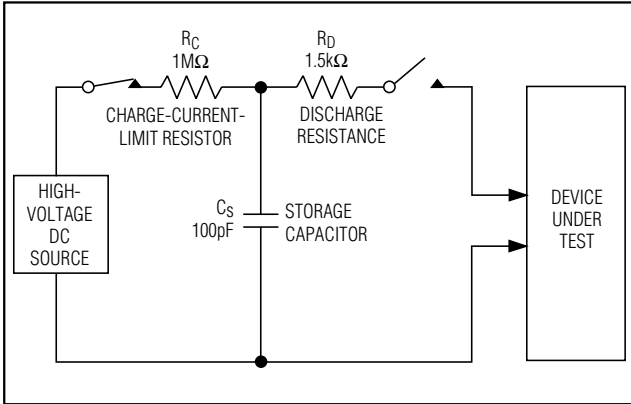 R_C
1MΩ
CHARGE-CURRENT-
LIMIT RESISTOR
R_D
1.5kΩ
DISCHARGE
RESISTANCE
HIGH-
VOLTAGE
DC
SOURCE
C_S
100pF
STORAGE
CAPACITOR
DEVICE
UNDER
TEST